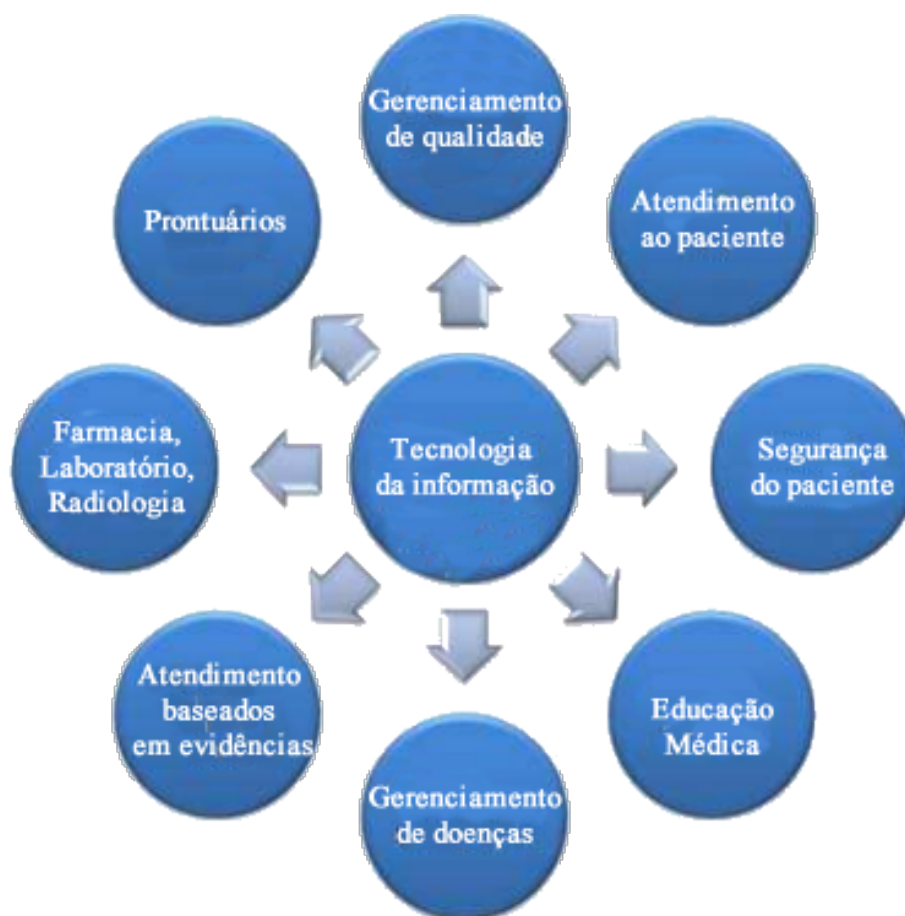 Gerenciamento
de qualidade
Atendimento
ao paciente
Prontuários
Farmacia,
Laboratório,
Radiologia
Tecnologia
da informação
Segurança
do paciente
Atendimento
baseados
em evidências
Educação
Médica
Gerenciamento
de doenças